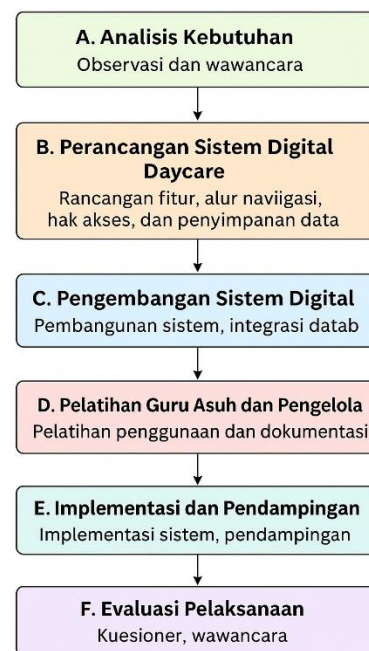 A. Analisis Kebutuhan
Observasi dan wawancara
B. Perancangan Sistem Digital
Daycare
Rancangan fitur, alur naviigasi,
hak akses, dan penyimpanan data
C. Pengembangan Sistem Digital
Pembangunan sistem, integrasi datab
D. Pelatihan Guru Asuh dan Pengelola
Pelatihan penggunaan dan dokumentasi
E. Implementasi dan Pendampingan
Implementasi sistem, pendampingan
F. Evaluasi Pelaksanaan
Kuesioner, wawancara